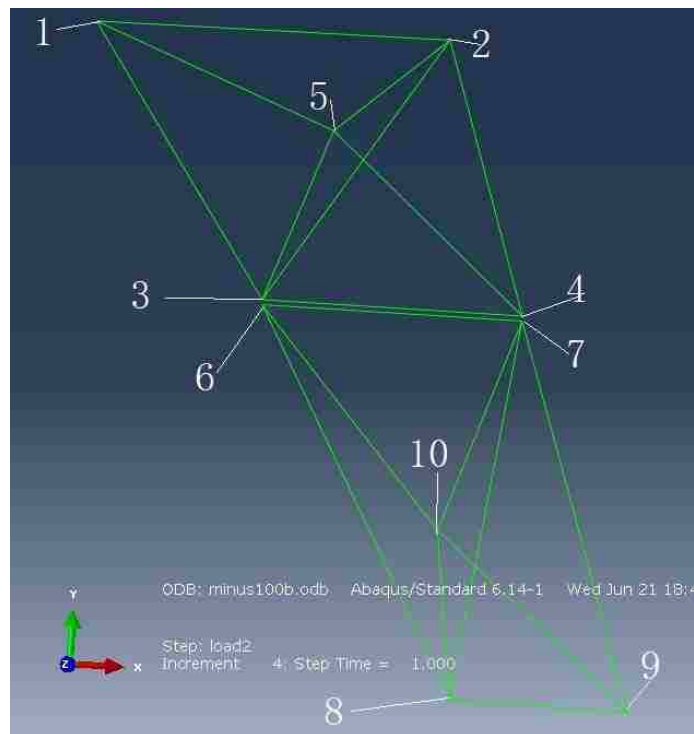 1
2
5
3
4
6
7
10
ODB: minus100b.odb Abaqus/Standard 6.14-1 Wed Jun 21 18:4
Y
Step: load2
Z X
Increment 4: Step Time = 1.000
9
8